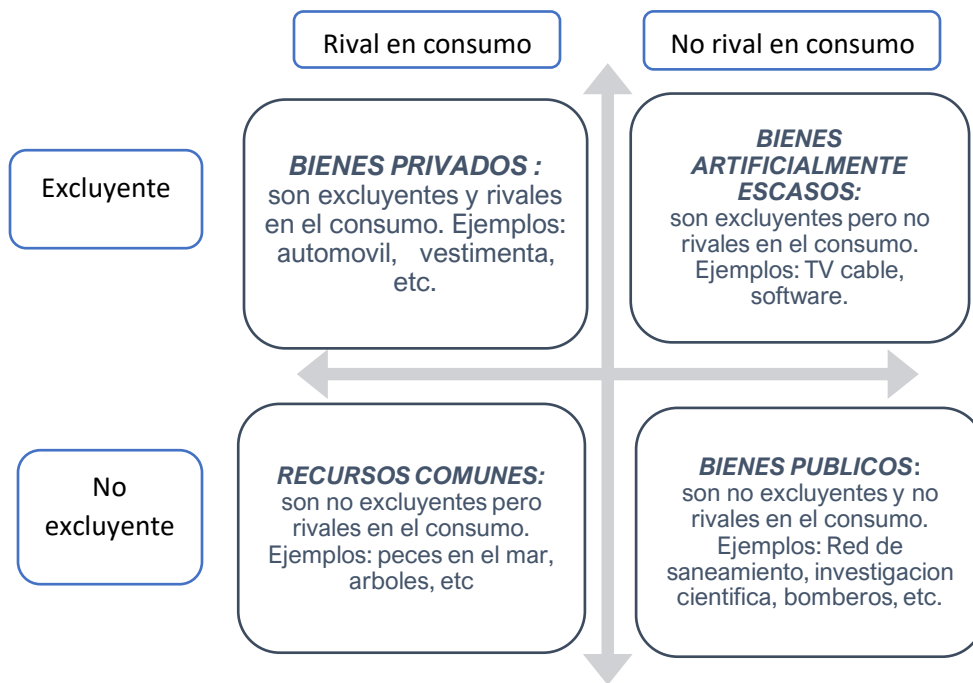 Rival en consumo
No rival en consumo
Excluyente
BIENES PRIVADOS :
son excluyentes y rivales
en el consumo. Ejemplos:
automovil, vestimenta,
etc.
BIENES
ARTIFICIALMENTE
ESCASOS:
son excluyentes pero no
rivales en el consumo.
Ejemplos: TV cable,
software.
No
excluyente
RECURSOS COMUNES:
son no excluyentes pero
rivales en el consumo.
Ejemplos: peces en el mar,
arboles, etc
BIENES PUBLICOS:
son no excluyentes y no
rivales en el consumo.
Ejemplos: Red de
saneamiento, investigacion
cientifica, bomberos, etc.